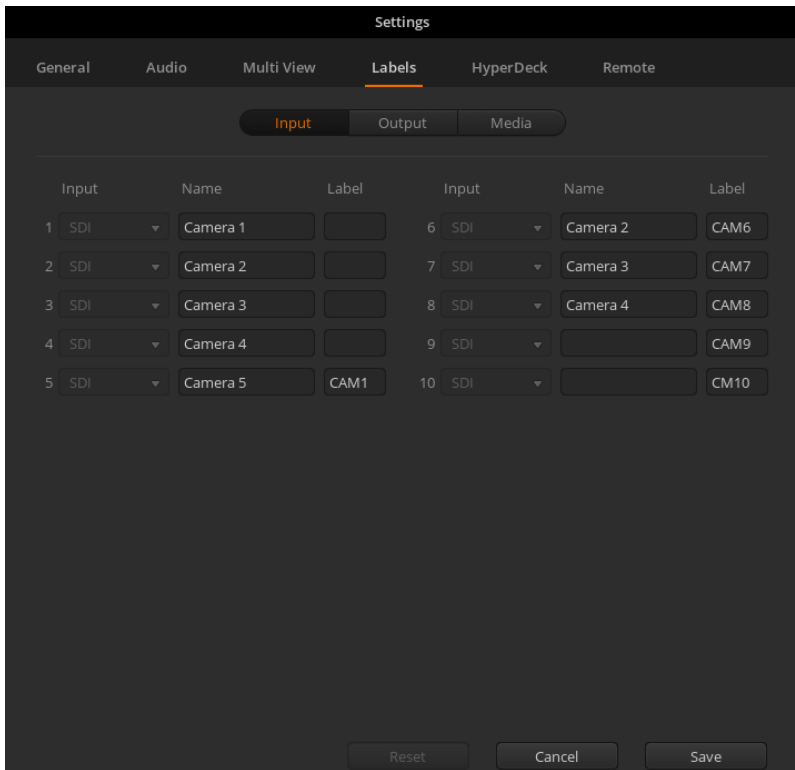 Settings
General Audio Multi View Labels HyperDeck Remote
Input Output Media
Input Name Label Input Name Label
1 SDI Camera 1 6 SDI Camera 2 CAM6
2 SDI Camera 2 7 SDI Camera 3 CAM7
3 SDI Camera 3 8 SDI Camera 4 CAM8
4 SDI Camera 4 9 SDI CAM9
5 SDI Camera 5 CAM1 10 SDI CM10
Reset Cancel Save